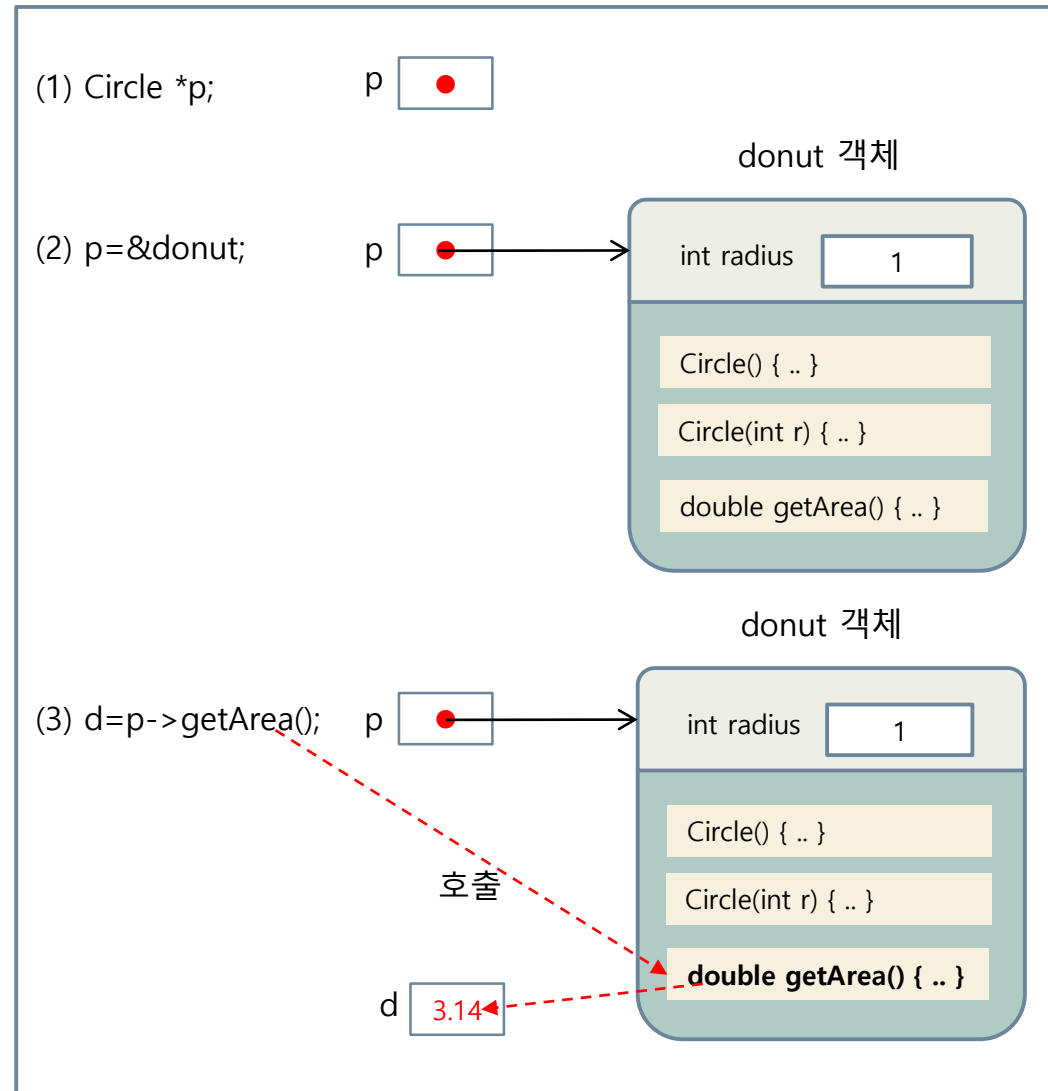 (1) Circle *p;
p
donut 객체
(2) p=&donut;
p
int radius
1
Circle() { .. }
Circle(int r) { .. }
double getArea() { .. }
donut 객체
(3) d=p->getArea();
p
int radius
1
Circle() { .. }
호출
Circle(int r) { .. }
double getArea() { .. }
d
3.14